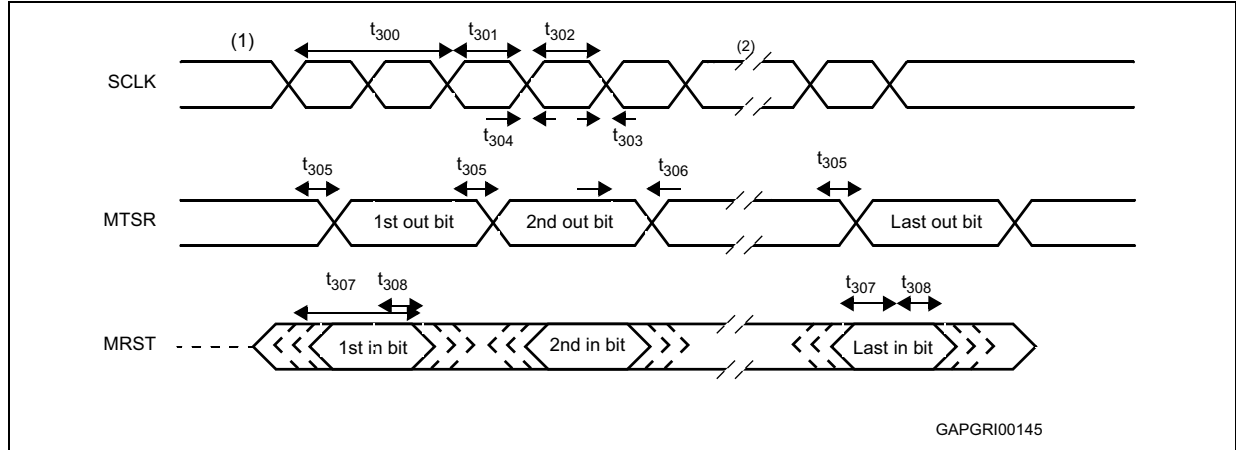 (1) t300 t301 t302 (2)
SCLK
t304 t303
t305 t305 t306 t305
MTSR 1st out bit 2nd out bit Last out bit
t307 t308 t307 t308
MRST 1st in bit 2nd in bit Last in bit
GAPGRI00145